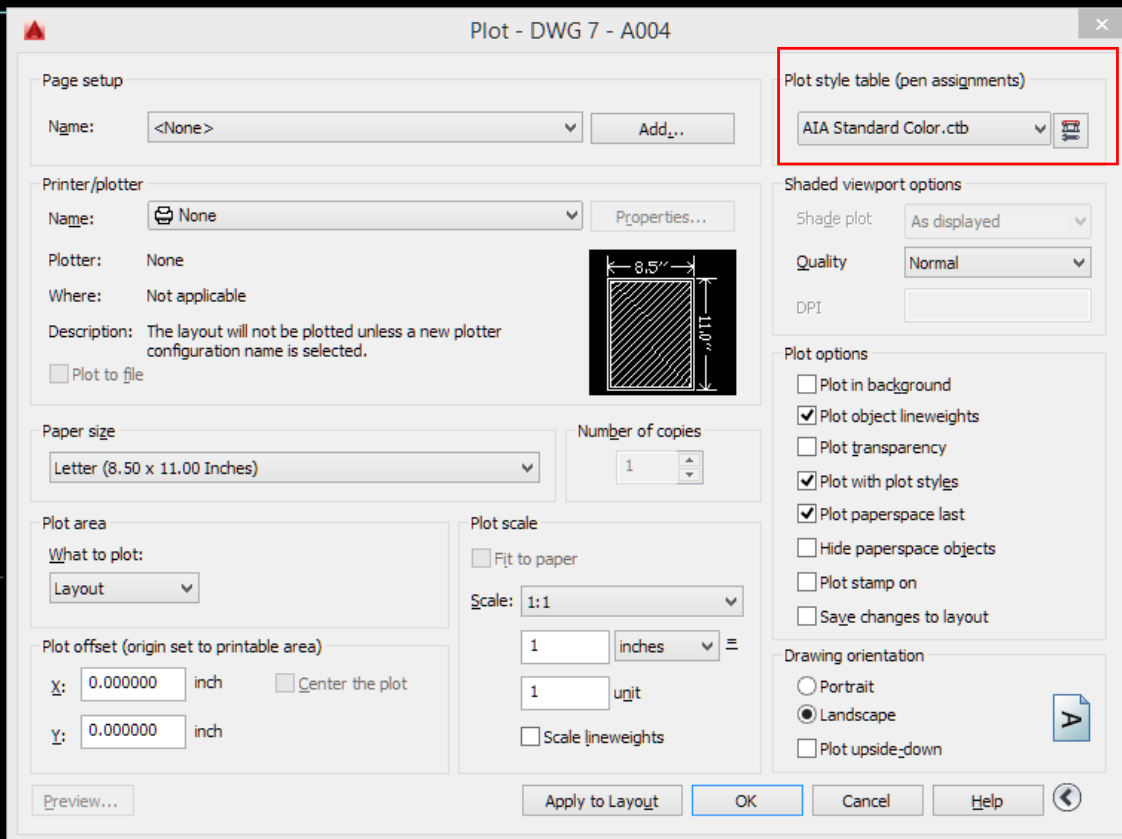 Plot - DWG 7 - A004
Page setup
Name:
<None>
Add...
Plot style table (pen assignments)
AIA Standard Color.ctb
Printer/plotter
Name:
None
Properties...
Plotter:
None
Where:
Not applicable
Description:
The layout will not be plotted unless a new plotter
configuration name is selected.
Plot to file
8.5″
11.0″
Shaded viewport options
Shade plot
As displayed
Quality
Normal
DPI
Paper size
Letter (8.50 x 11.00 Inches)
Number of copies
1
Plot options
Plot in background
Plot object lineweights
Plot transparency
Plot with plot styles
Plot paperspace last
Hide paperspace objects
Plot stamp on
Save changes to layout
Plot area
What to plot:
Layout
Plot scale
Fit to paper
Scale:
1:1
1
inches
=
1
unit
Scale lineweights
Plot offset (origin set to printable area)
X:
0.000000
inch
Center the plot
Y:
0.000000
inch
Drawing orientation
Portrait
Landscape
Plot upside-down
A
Preview...
Apply to Layout
OK
Cancel
Help